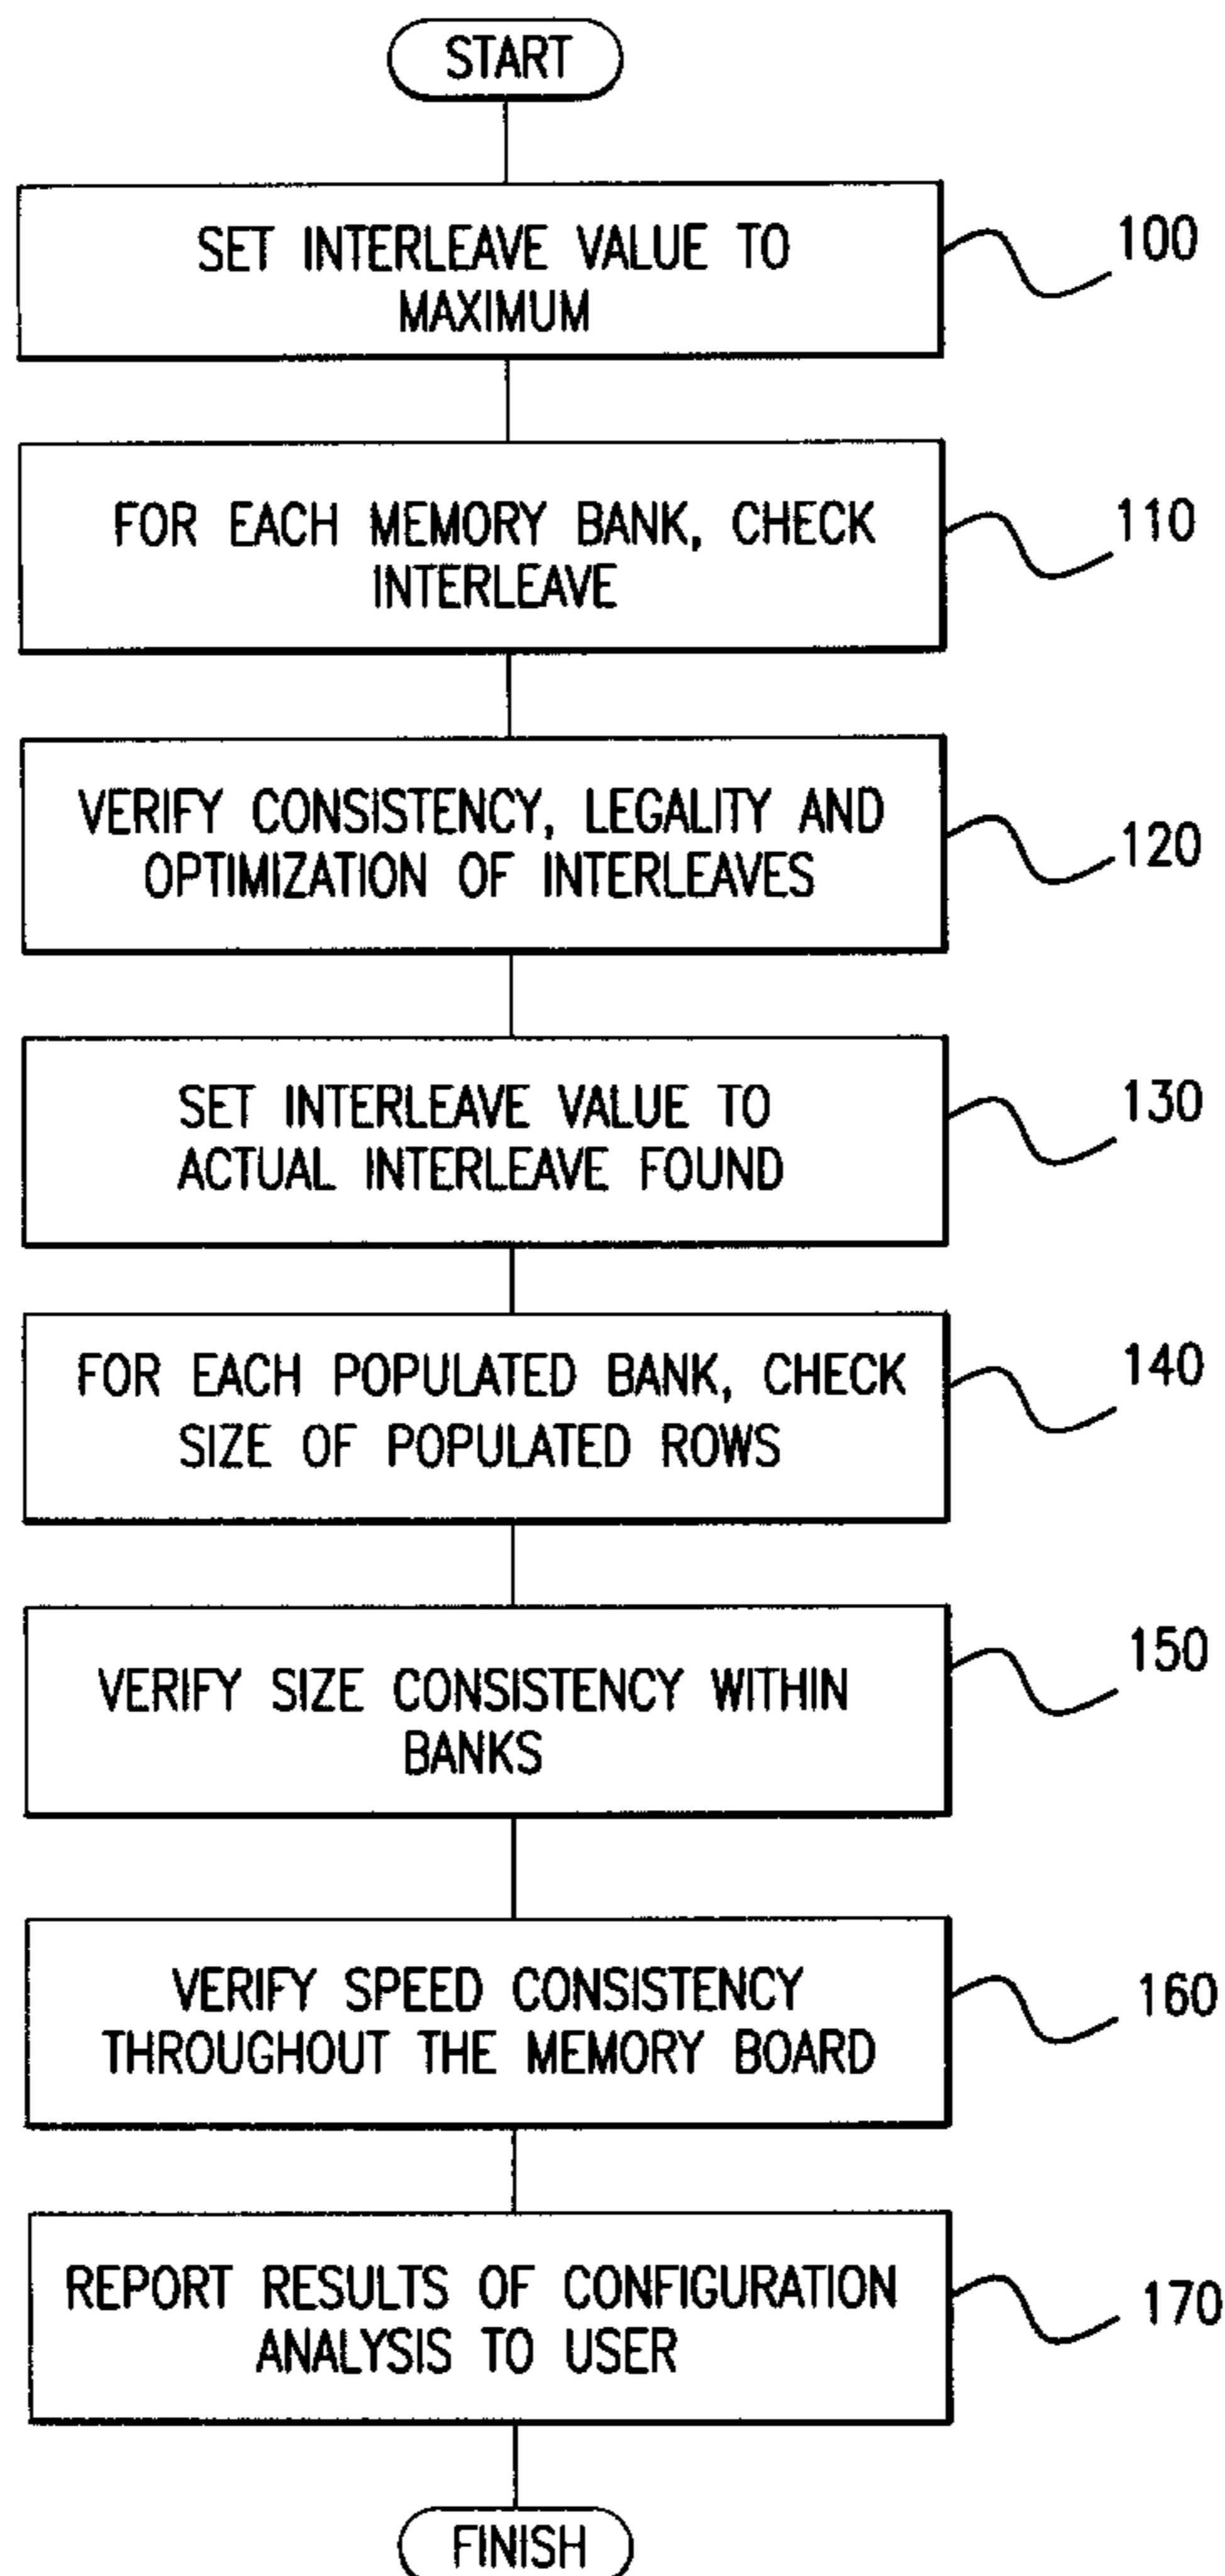 START
SET INTERLEAVE VALUE TO
MAXIMUM
100
FOR EACH MEMORY BANK, CHECK
INTERLEAVE
110
VERIFY CONSISTENCY, LEGALITY AND
OPTIMIZATION OF INTERLEAVES
120
SET INTERLEAVE VALUE TO
ACTUAL INTERLEAVE FOUND
130
FOR EACH POPULATED BANK, CHECK
SIZE OF POPULATED ROWS
140
VERIFY SIZE CONSISTENCY WITHIN
BANKS
150
VERIFY SPEED CONSISTENCY
THROUGHOUT THE MEMORY BOARD
160
REPORT RESULTS OF CONFIGURATION
ANALYSIS TO USER
170
FINISH